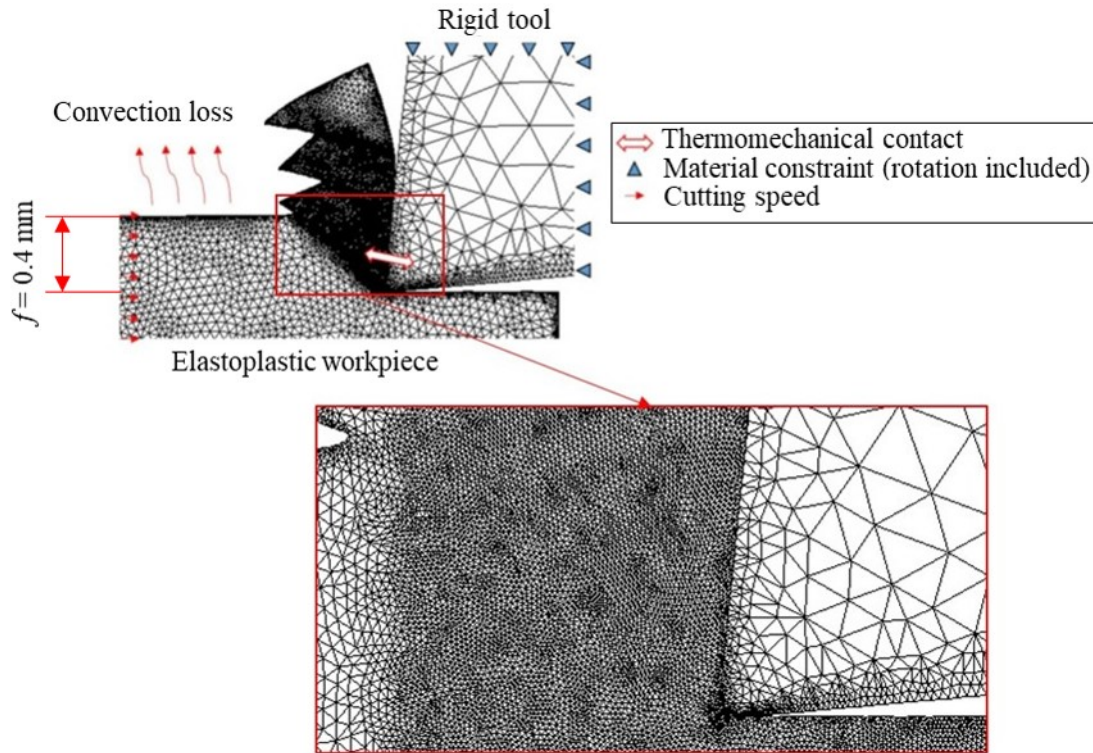 Rigid tool
Convection loss
Thermomechanical contact
Material constraint (rotation included)
Cutting speed
f = 0.4 mm
Elastoplastic workpiece